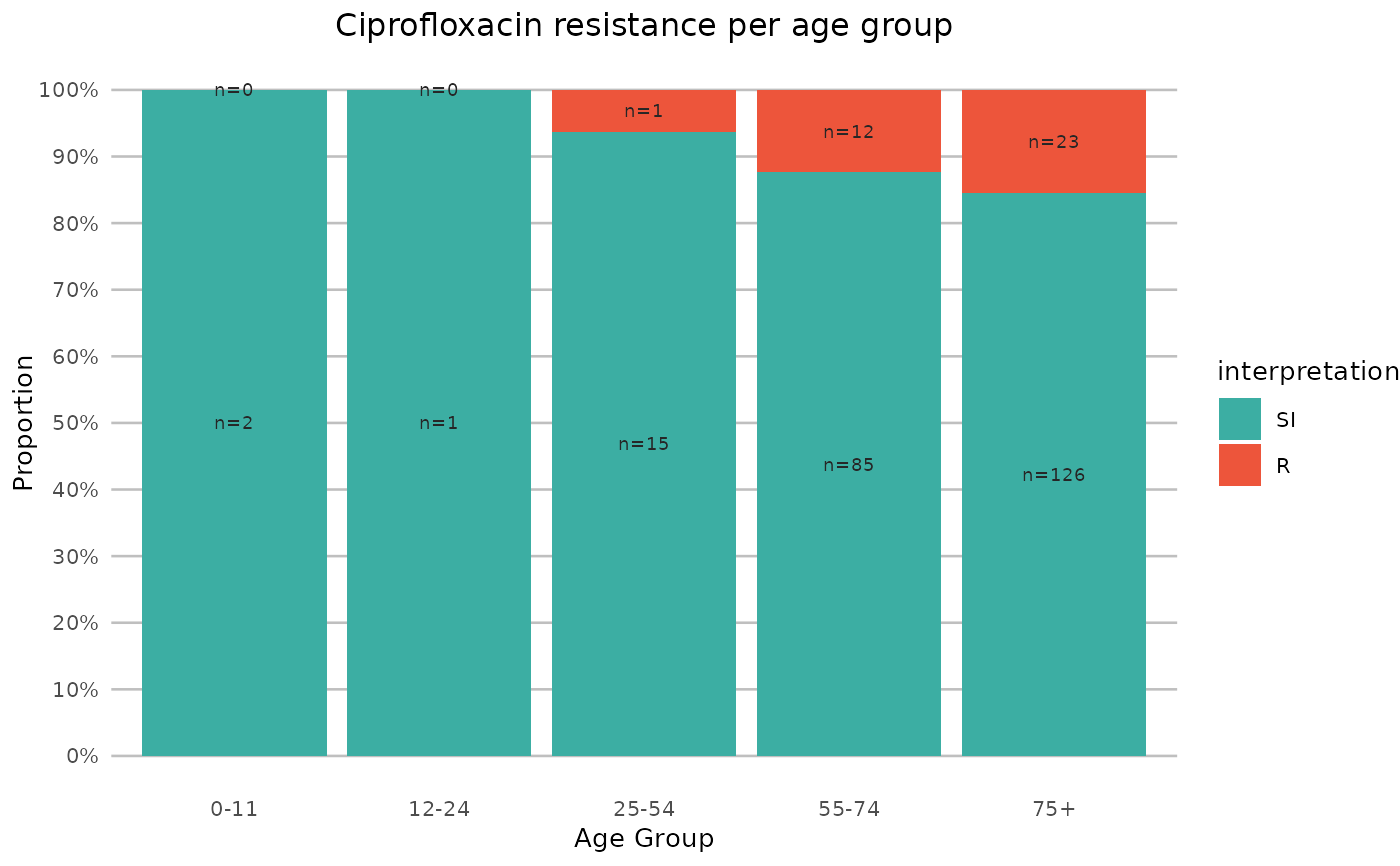 Ciprofloxacin resistance per age group
100%
90%
80%
70%
60%
50%
40%
30%
20%
10%
0%
Proportion
n=0
n=0
n=1
n=12
n=23
n=2
n=1
n=15
n=85
n=126
0-11
12-24
25-54
55-74
75+
Age Group
interpretation
SI
R